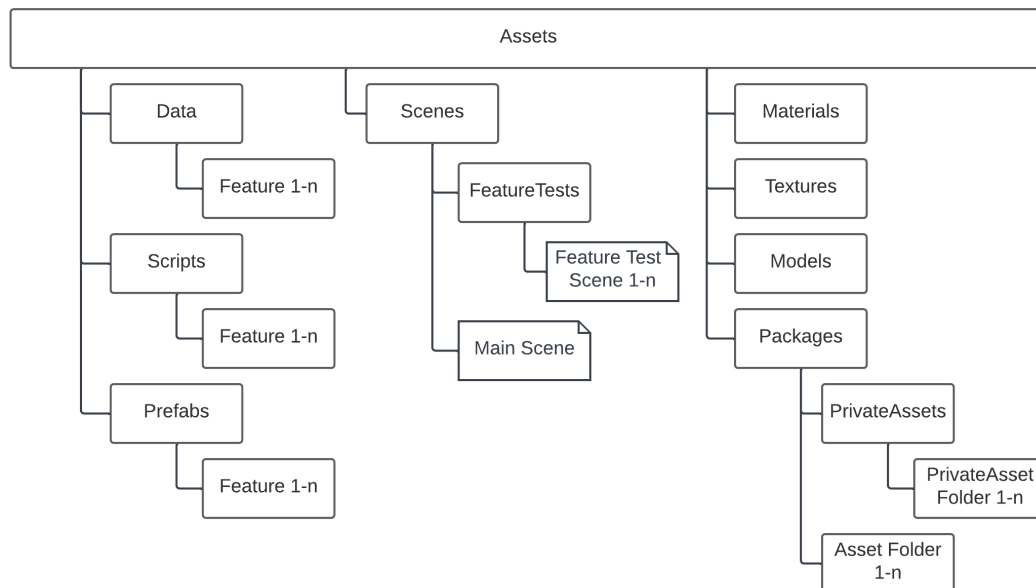 Assets
Data
Feature 1-n
Scripts
Feature 1-n
Prefabs
Feature 1-n
Scenes
FeatureTests
Feature Test
Scene 1-n
Main Scene
Materials
Textures
Models
Packages
PrivateAssets
PrivateAsset
Folder 1-n
Asset Folder
1-n